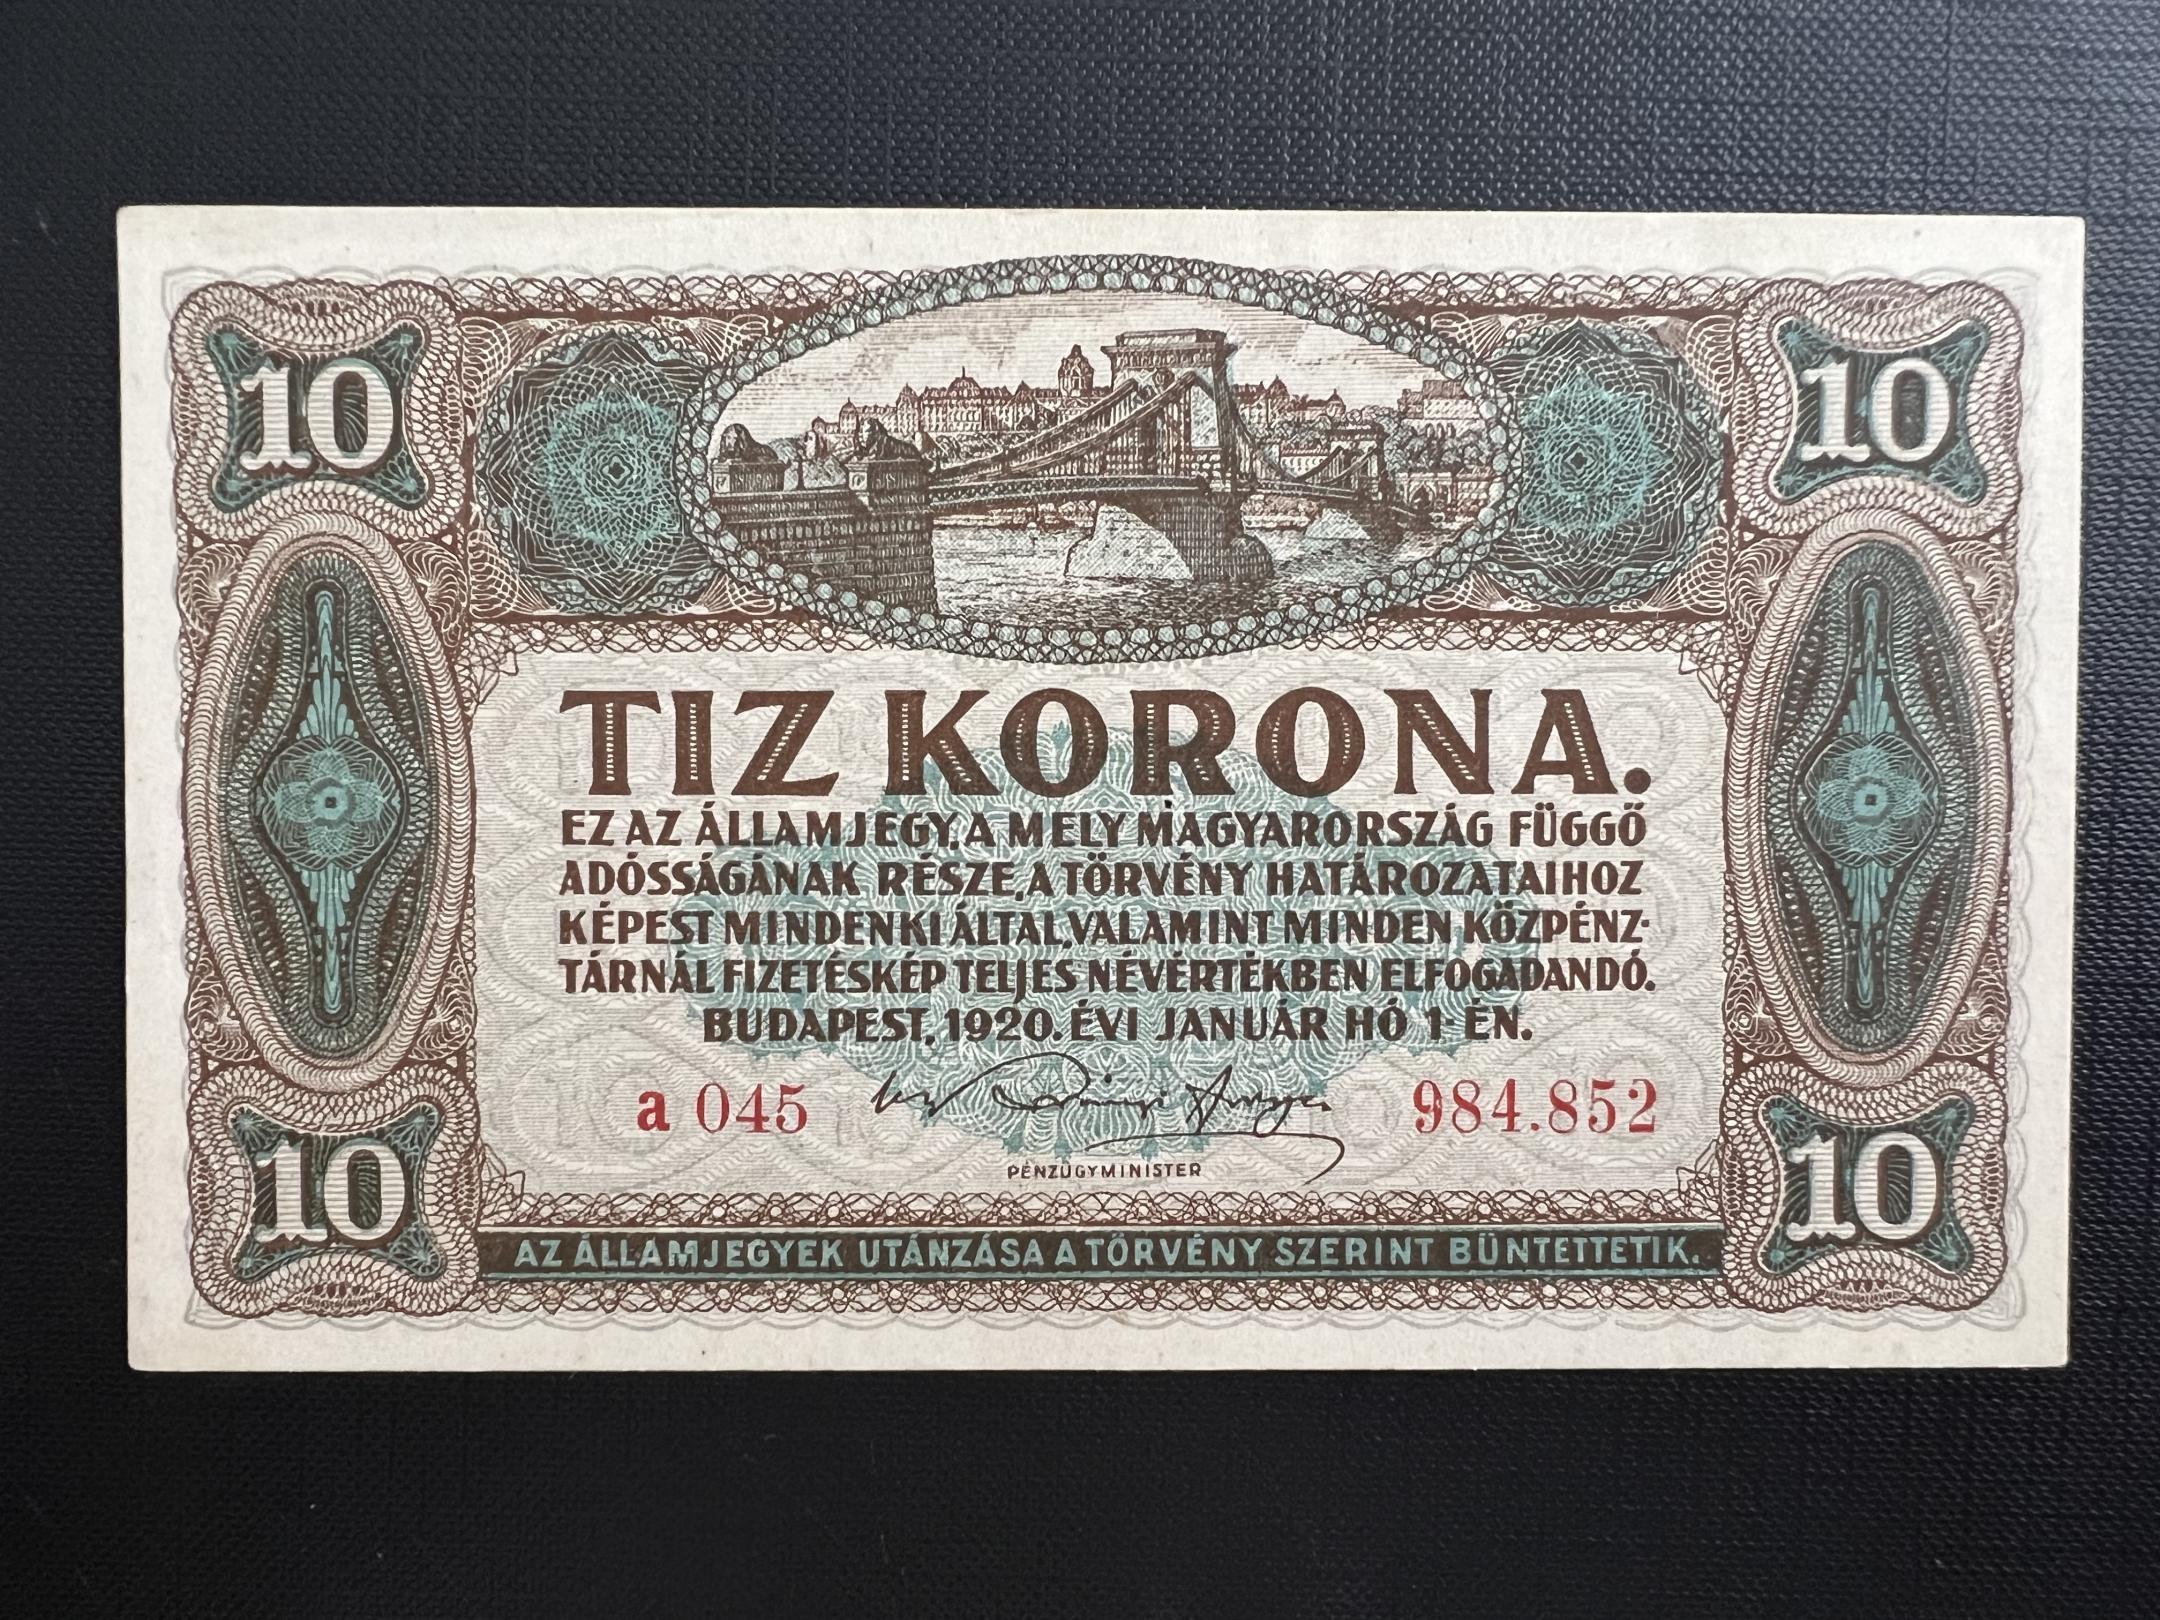 10 10
TIZ KORONA.
EZ AZ ÁLLAMJEGY, A MELY MAGYARORSZÁG FÜGGŐ
ADÓSSÁGÁNAK RÉSZE, A TÖRVÉNY HATÁROZATAIHOZ
KÉPEST MINDENKI ÁLTAL, VALAMINT MINDEN KÖZPÉNZ-
TÁRNÁL FIZETÉSKÉP TELJES NÉVÉRTÉKBEN ELFOGADANDÓ.
BUDAPEST, 1920. ÉVI JANUÁR HÓ 1-ÉN.
a 045 984.852
PÉNZÜGYMINISTER
10 10
AZ ÁLLAMJEGYEK UTÁNZÁSA A TÖRVÉNY SZERINT BÜNTETTETIK.